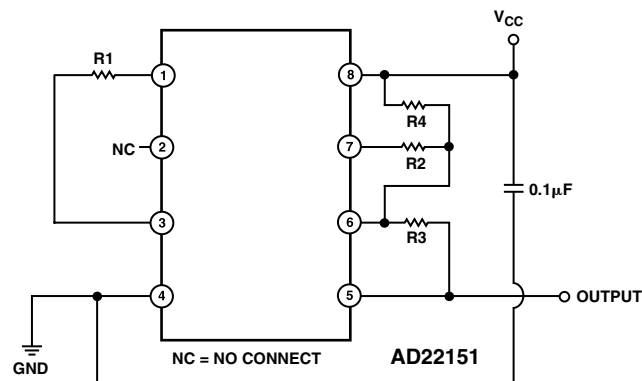 V_CC
R1
1
8
R4
NC
2
7
R2
0.1μF
3
6
R3
4
5
OUTPUT
GND
NC = NO CONNECT
AD22151